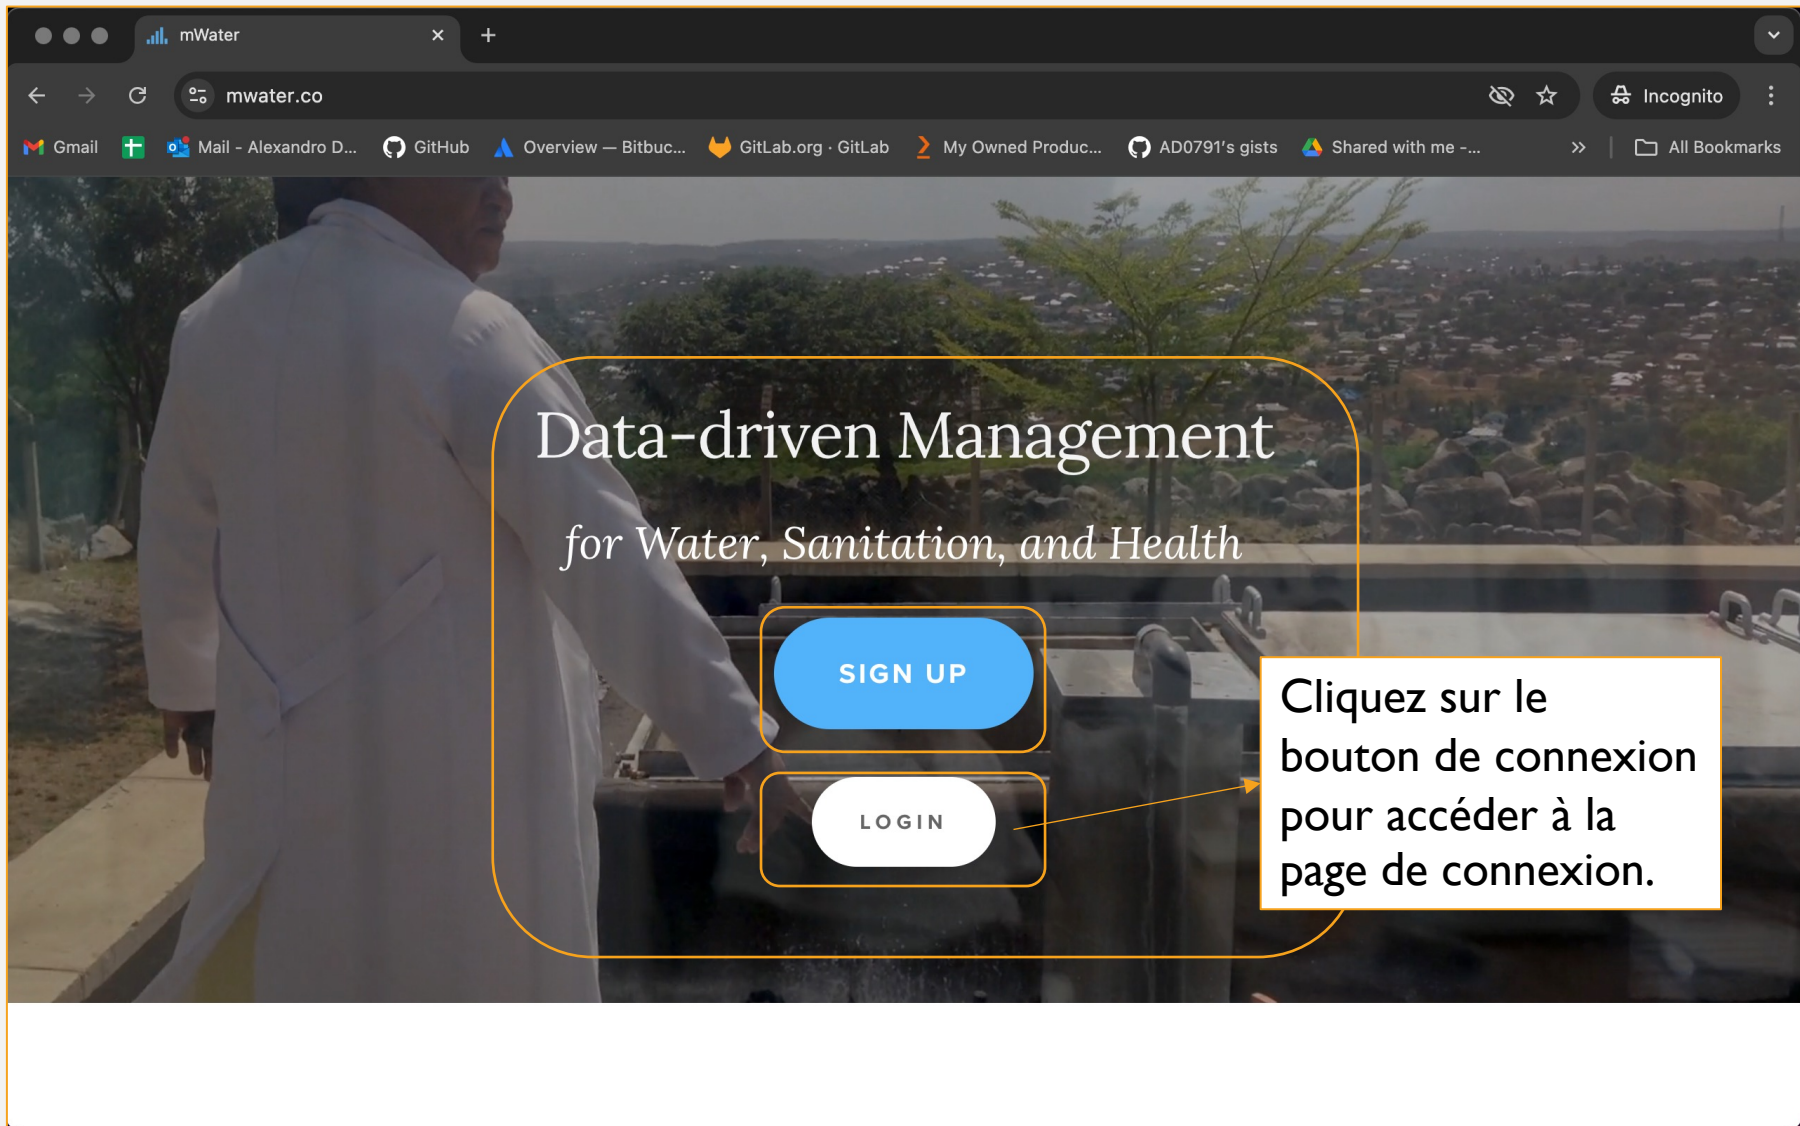 mWater
mwater.co
Incognito
Gmail
Mail - Alexandro D...
GitHub
Overview — Bitbuc...
GitLab.org · GitLab
My Owned Produc...
AD0791's gists
Shared with me -...
All Bookmarks
Data-driven Management
for Water, Sanitation, and Health
SIGN UP
LOGIN
Cliquez sur le
bouton de connexion
pour accéder à la
page de connexion.